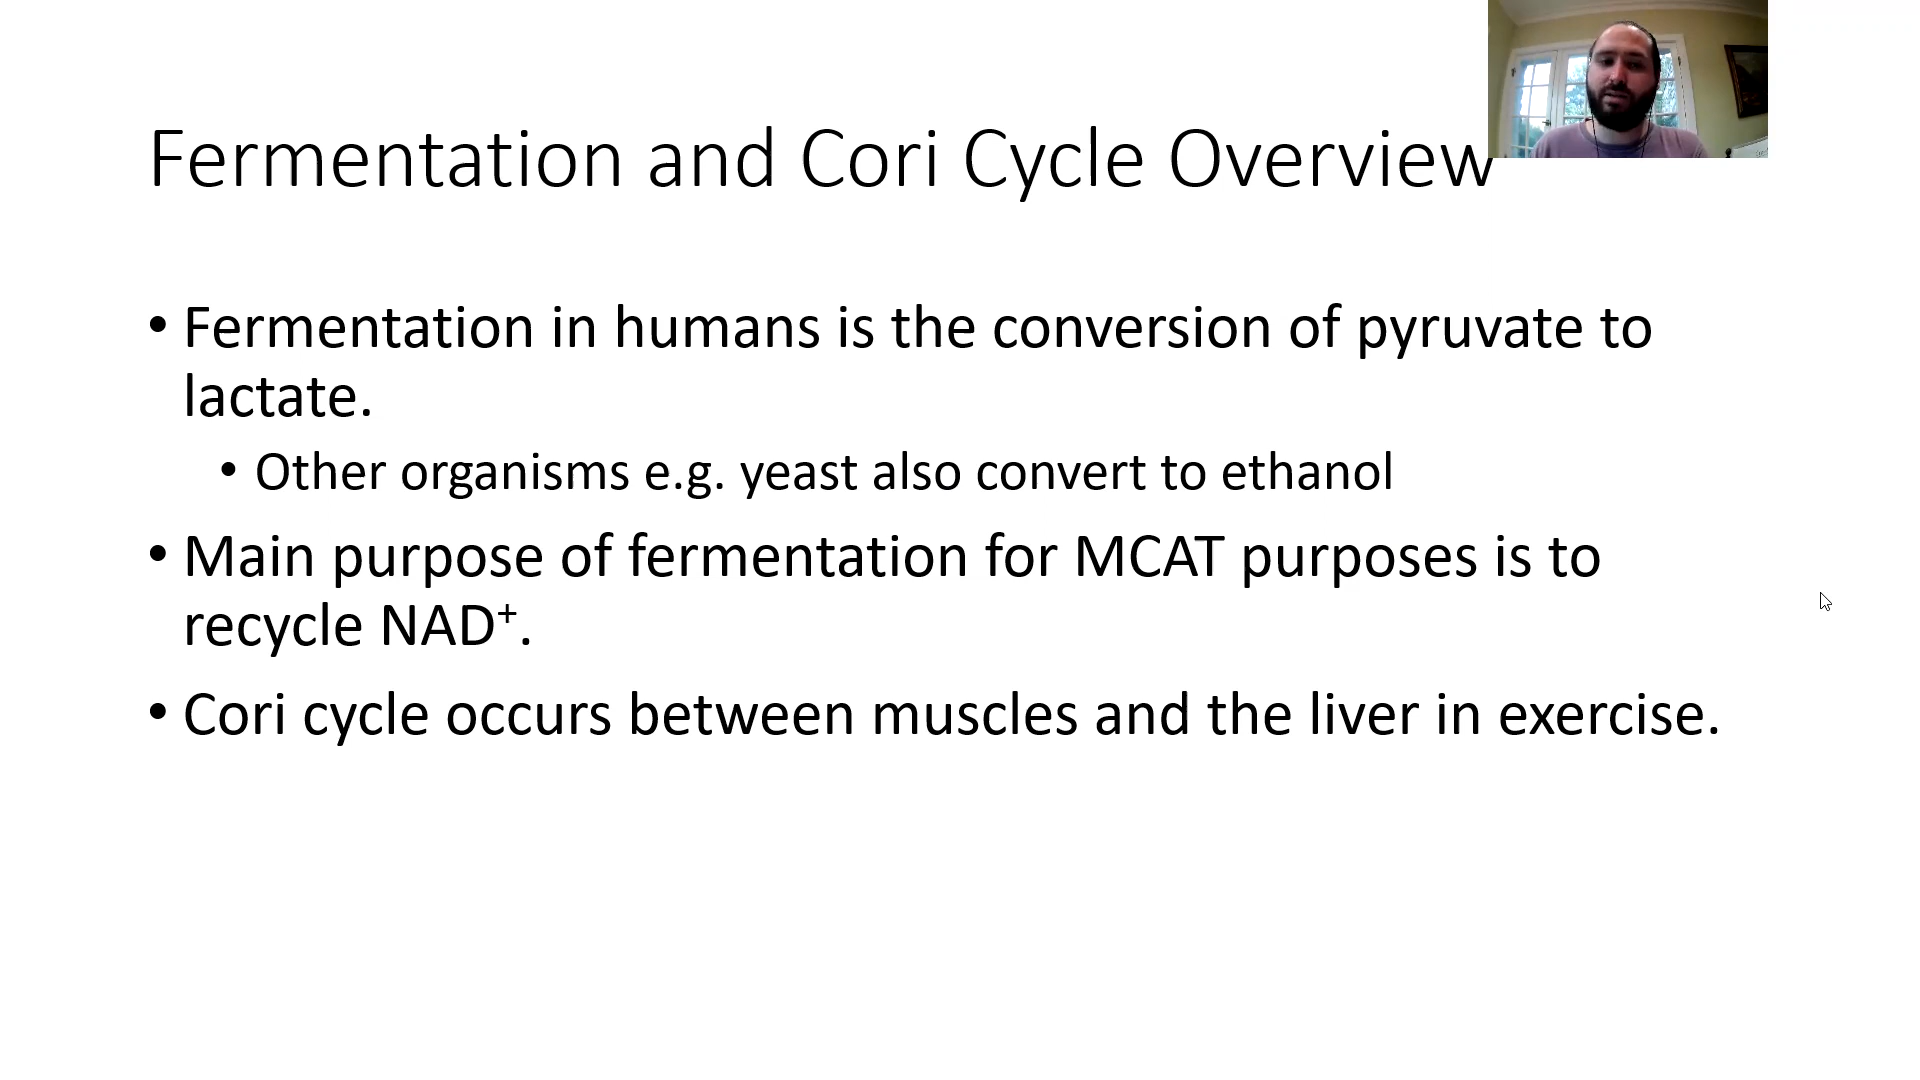 Fermentation and Cori Cycle Overview
• Fermentation in humans is the conversion of pyruvate to
lactate.
• Other organisms e.g. yeast also convert to ethanol
• Main purpose of fermentation for MCAT purposes is to
recycle NAD⁺.
• Cori cycle occurs between muscles and the liver in exercise.